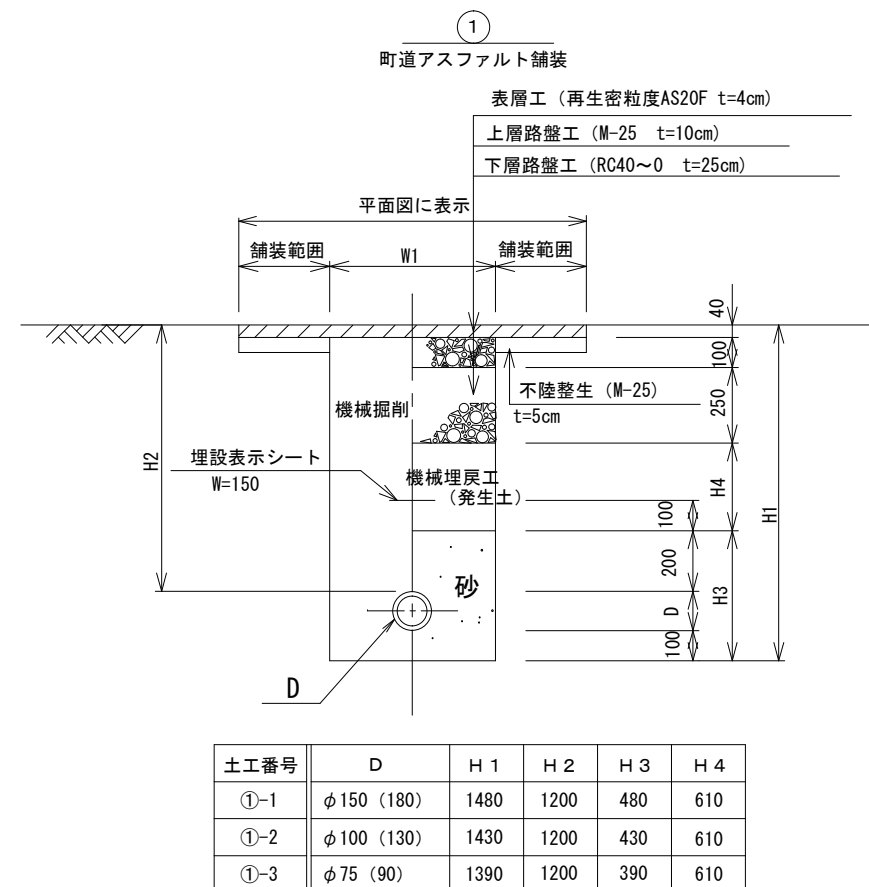 1
町道アスファルト舗装
表層工（再生密粒度AS20F t=4cm）
上層路盤工（M-25 t=10cm）
下層路盤工（RC40～0 t=25cm）
平面図に表示
舗装範囲
W1
舗装範囲
40
100
250
不陸整生（M-25）
t=5cm
機械掘削
H2
埋設表示シート
W=150
機械埋戻工
（発生土）
H4
100
H1
200
砂
H3
D
100
D
土工番号 D H1 H2 H3 H4
①-1 φ150（180） 1480 1200 480 610
①-2 φ100（130） 1430 1200 430 610
①-3 φ75（90） 1390 1200 390 610